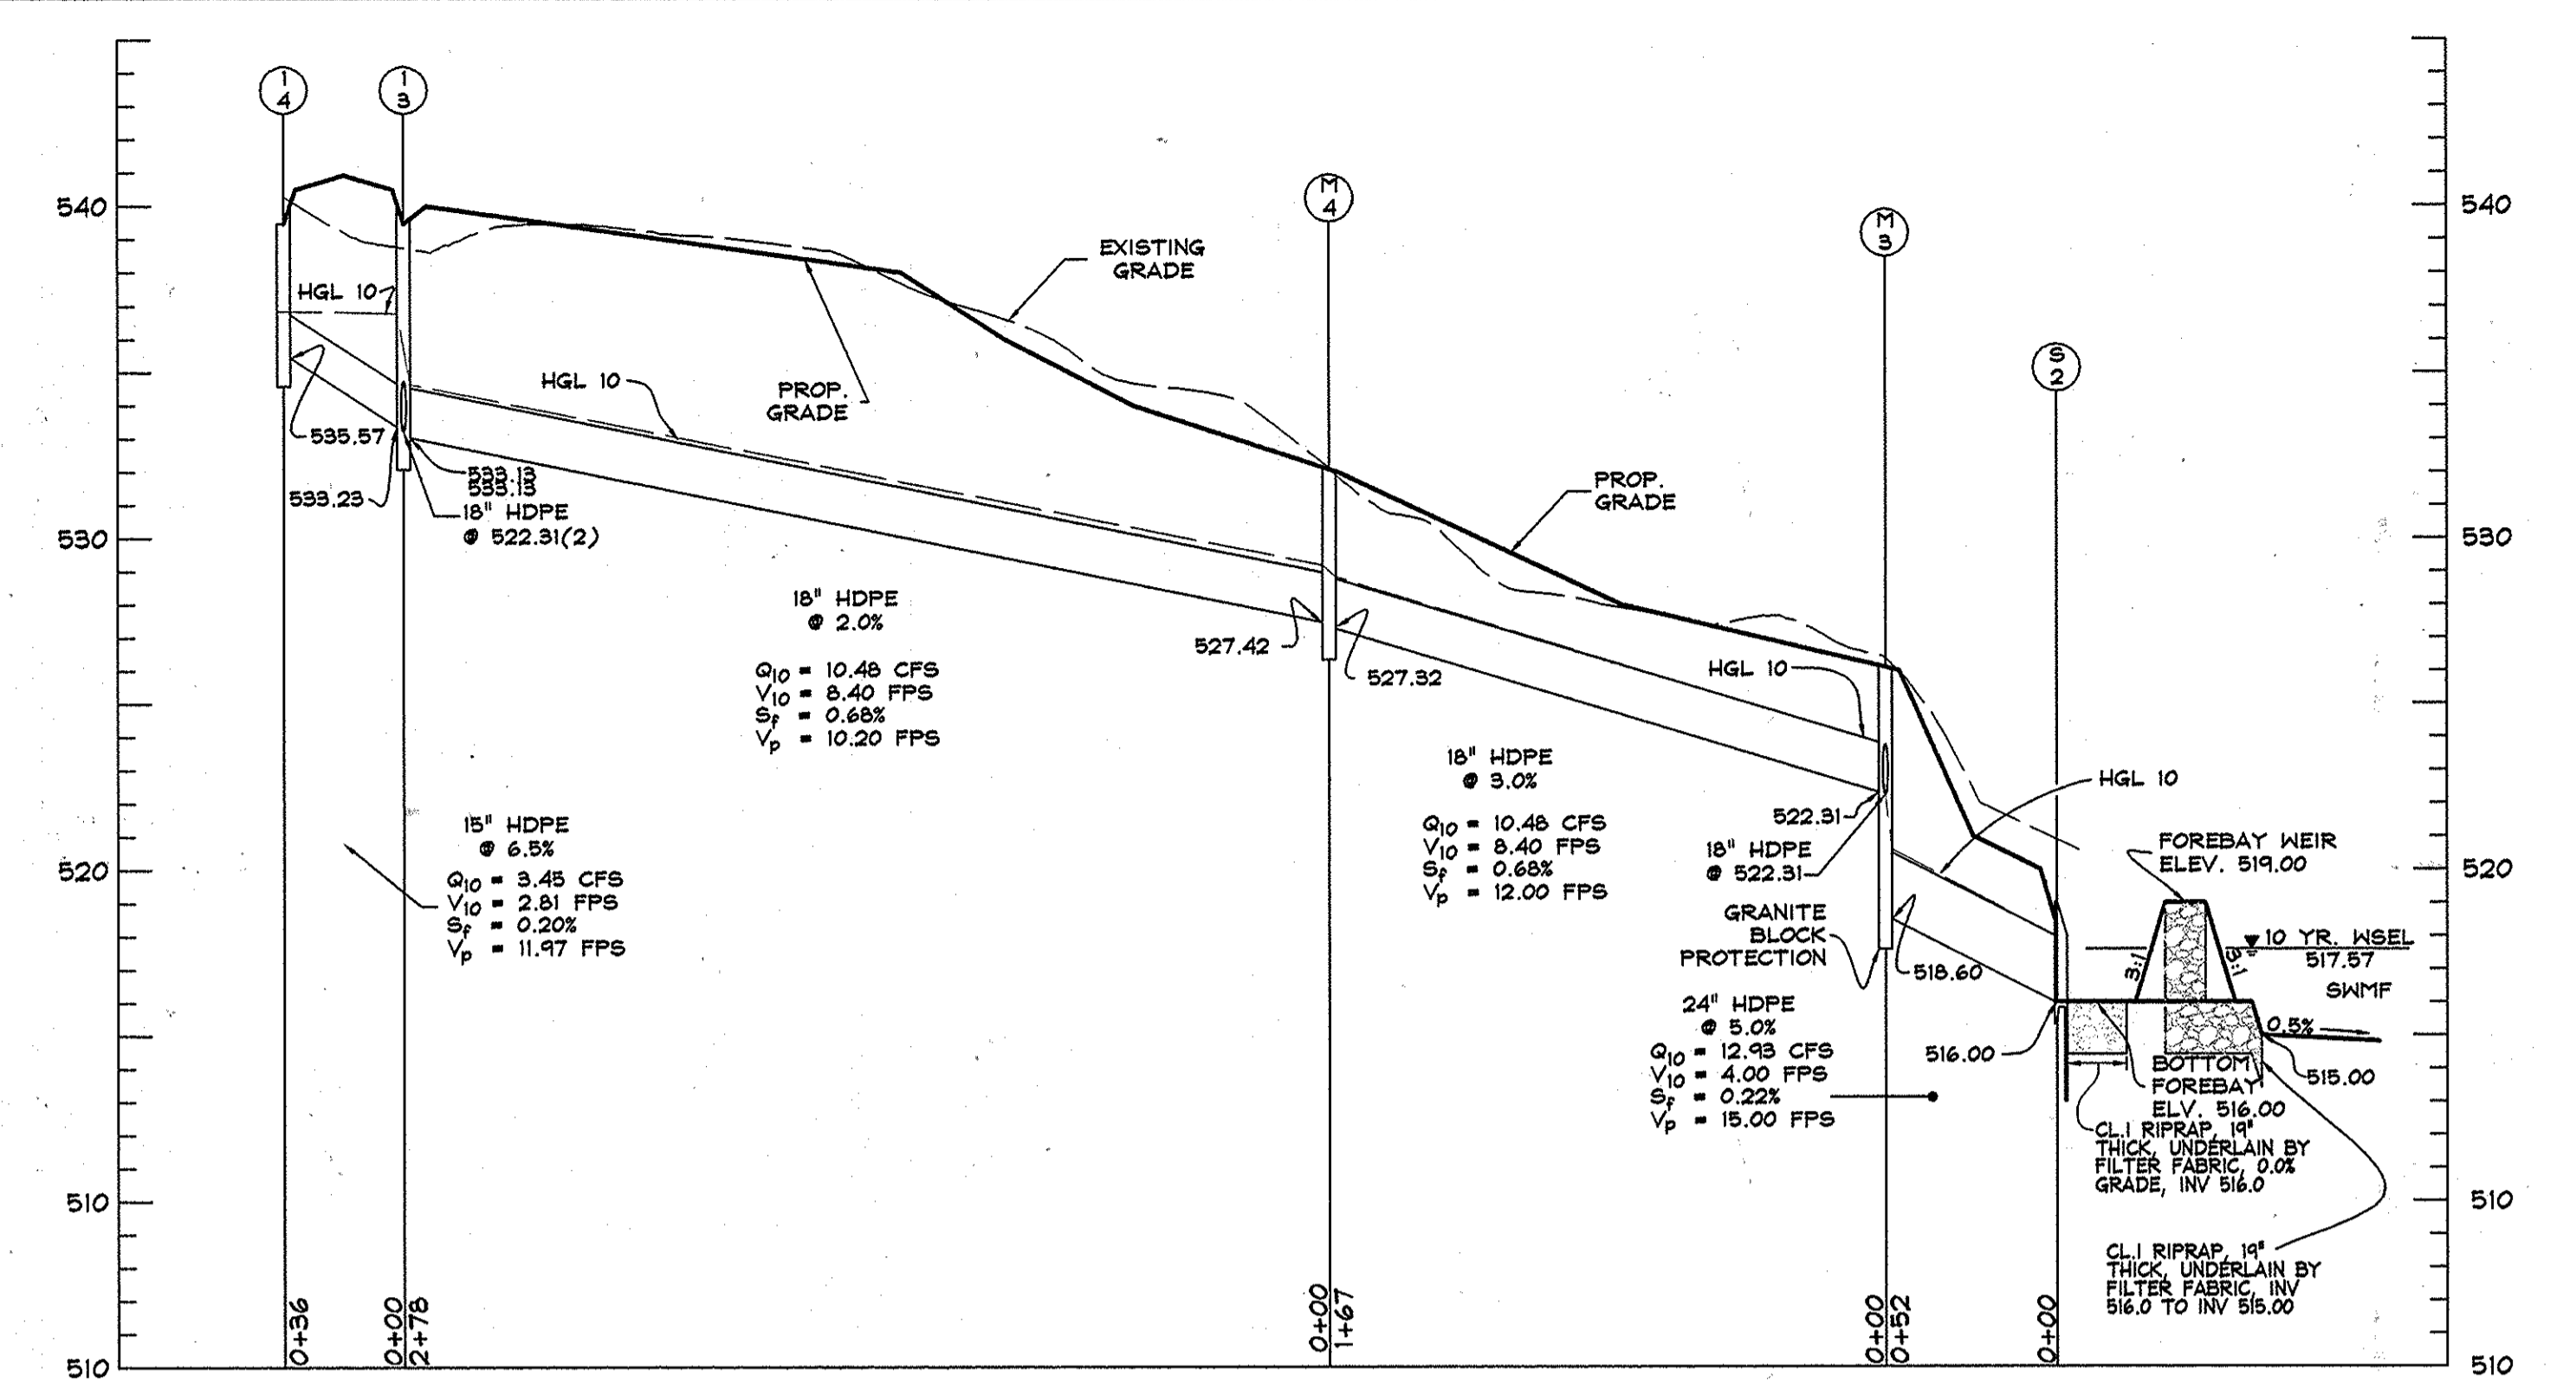 1
4
1
3
M
4
M
3
S
2
540
530
520
510
510
540
530
520
510
510
EXISTING
GRADE
HGL 10
HGL 10
PROP.
GRADE
535.57
533.23
533.13
533.13
18" HDPE
@ 522.31(2)
18" HDPE
@ 2.0%
Q10 = 10.48 CFS
V10 = 8.40 FPS
Sf = 0.68%
Vp = 10.20 FPS
15" HDPE
@ 6.5%
Q10 = 3.45 CFS
V10 = 2.81 FPS
Sf = 0.20%
Vp = 11.97 FPS
527.42
527.32
PROP.
GRADE
HGL 10
18" HDPE
@ 3.0%
Q10 = 10.48 CFS
V10 = 8.40 FPS
Sf = 0.68%
Vp = 12.00 FPS
522.31
18" HDPE
@ 522.31
GRANITE
BLOCK
PROTECTION
518.60
24" HDPE
@ 5.0%
Q10 = 12.93 CFS
V10 = 4.00 FPS
Sf = 0.22%
Vp = 15.00 FPS
HGL 10
FOREBAY WEIR
ELEV. 519.00
10 YR. WSEL
517.57
SWMF
3:1
3:1
0.5%
516.00
515.00
BOTTOM
FOREBAY
ELV. 516.00
CL.I RIPRAP, 19"
THICK, UNDERLAIN BY
FILTER FABRIC, 0.0%
GRADE, INV 516.0
CL.I RIPRAP, 19"
THICK, UNDERLAIN BY
FILTER FABRIC, INV
516.0 TO INV 515.00
0+36
0+00
2+78
0+00
1+67
0+00
0+52
0+00